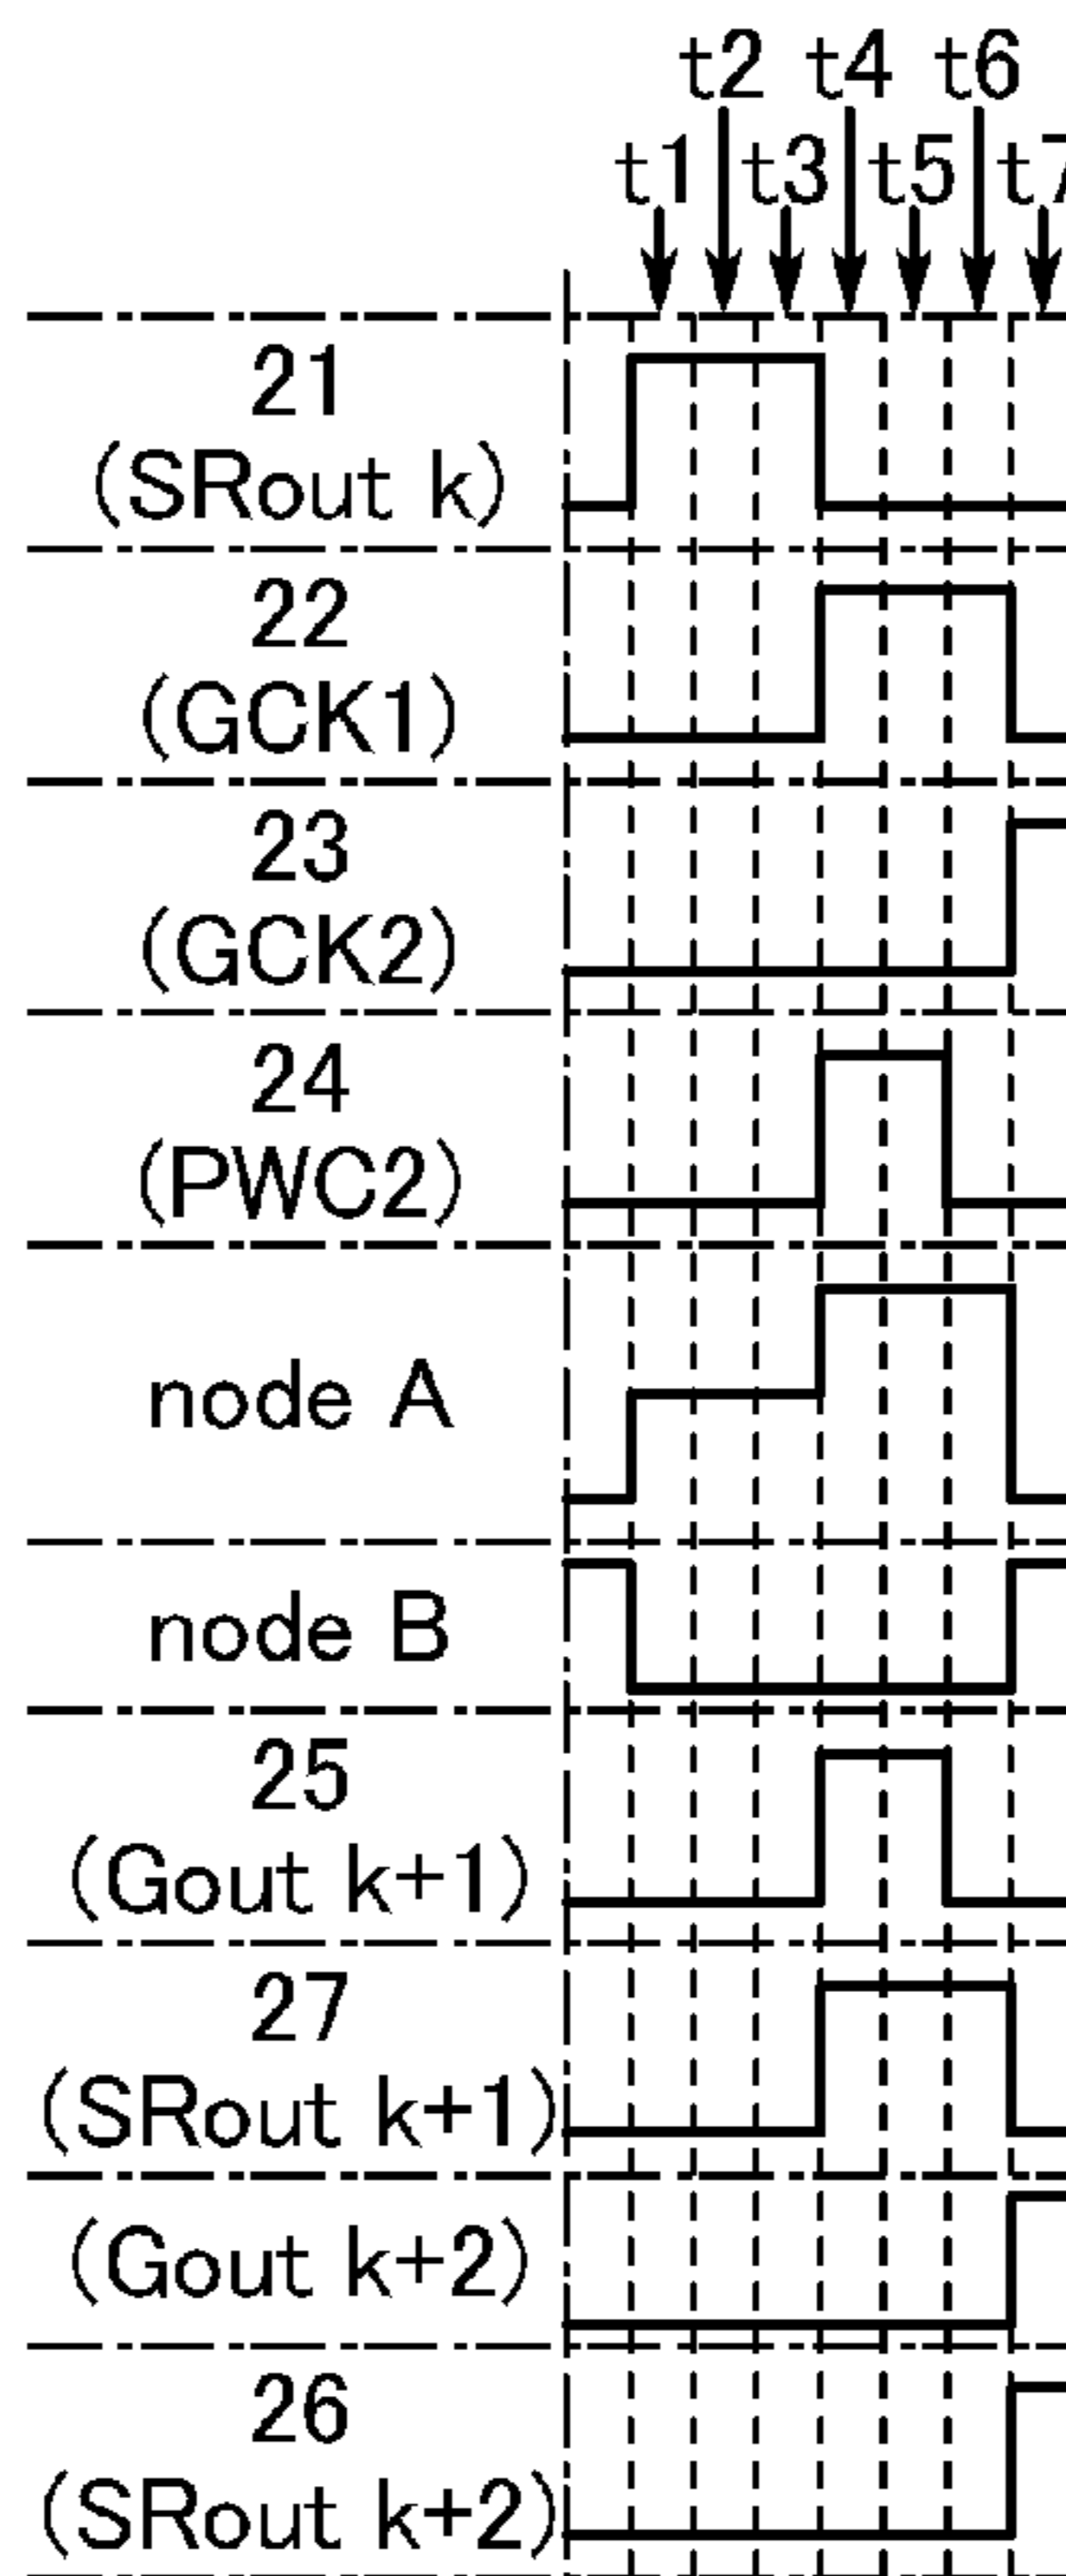 t2 t4 t6
t1 t3 t5 t7
21
(SRout k)
22
(GCK1)
23
(GCK2)
24
(PWC2)
node A
node B
25
(Gout k+1)
27
(SRout k+1)
(Gout k+2)
26
(SRout k+2)